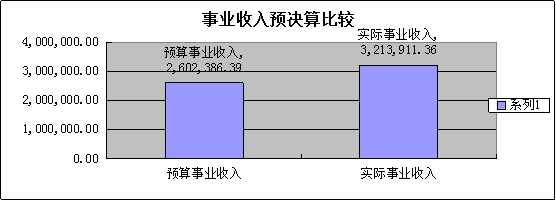 事业收入预决算比较
实际事业收入,
3,213,911.36
预算事业收入,
2,602,386.39
4,000,000.00
3,000,000.00
2,000,000.00
1,000,000.00
0.00
预算事业收入
实际事业收入
系列1